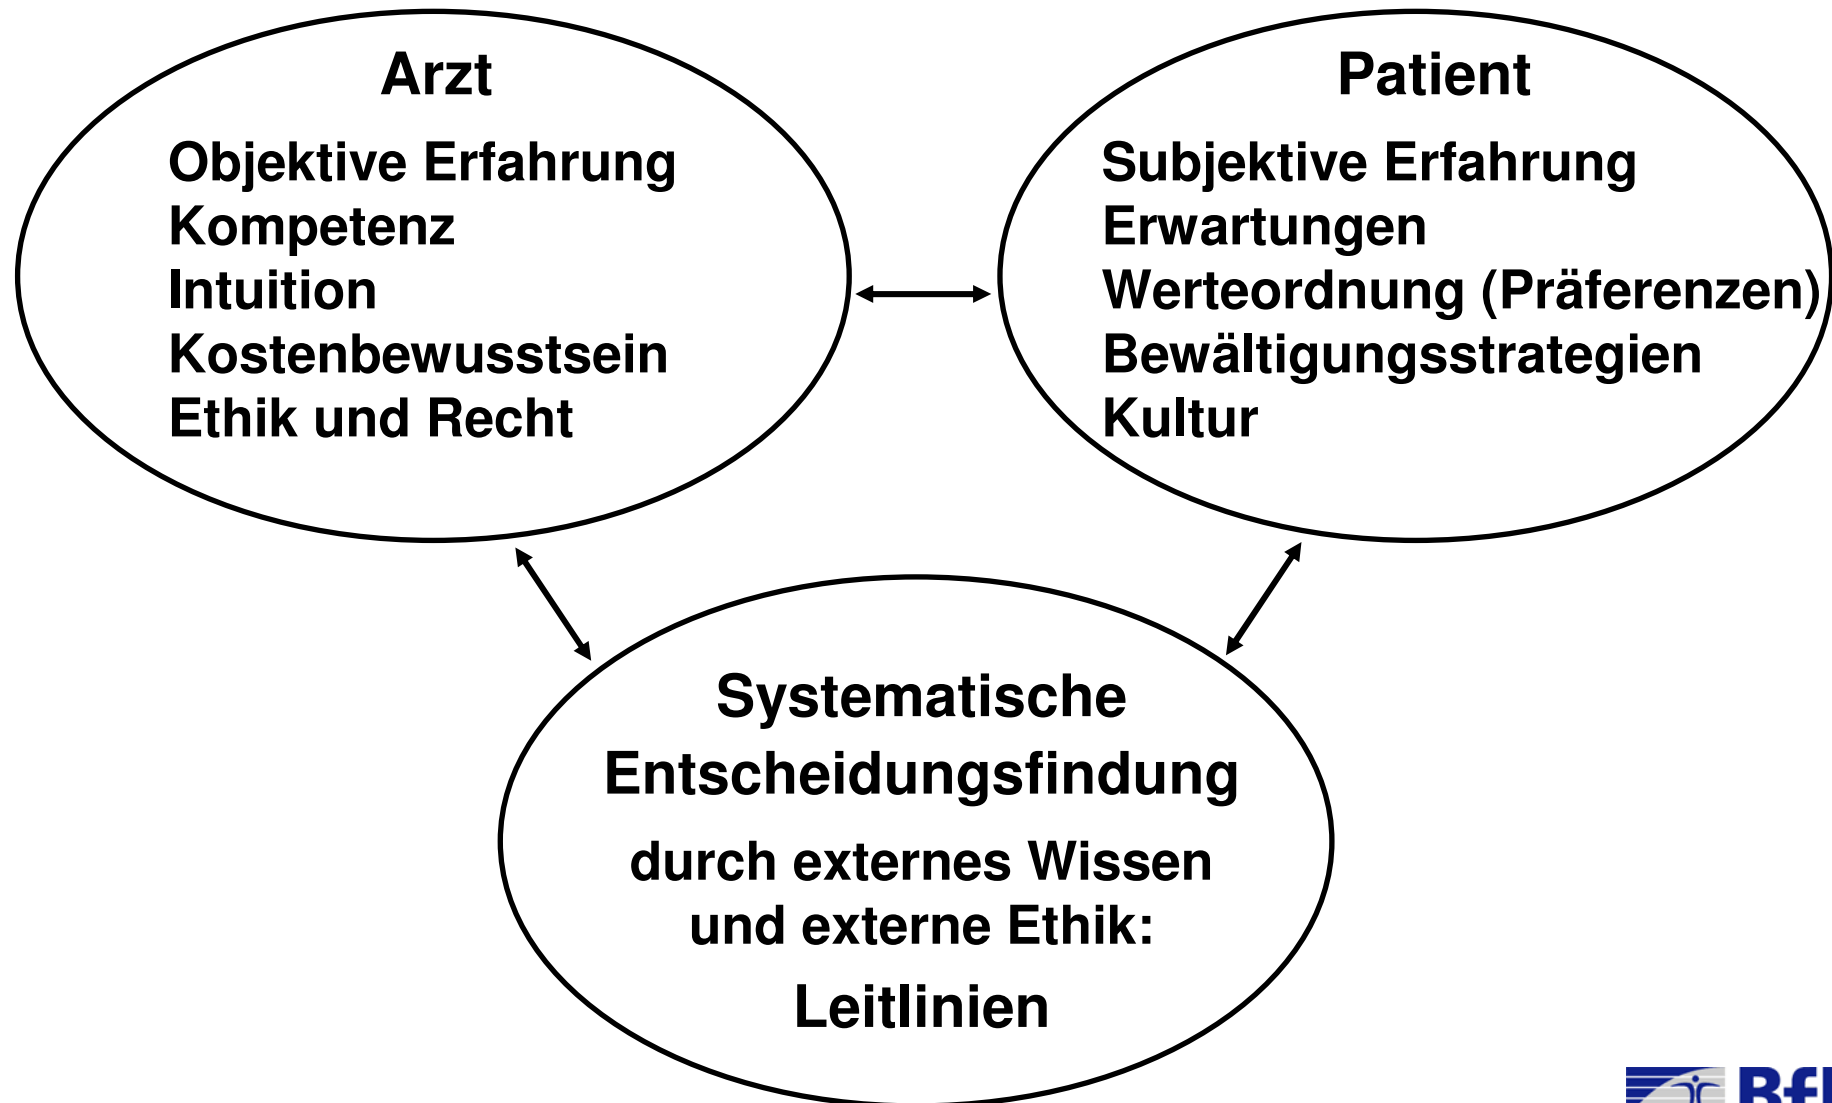 Arzt
Objektive Erfahrung
Kompetenz
Intuition
Kostenbewusstsein
Ethik und Recht
Patient
Subjektive Erfahrung
Erwartungen
Werteordnung (Präferenzen)
Bewältigungsstrategien
Kultur
Systematische
Entscheidungsfindung
durch externes Wissen
und externe Ethik:
Leitlinien